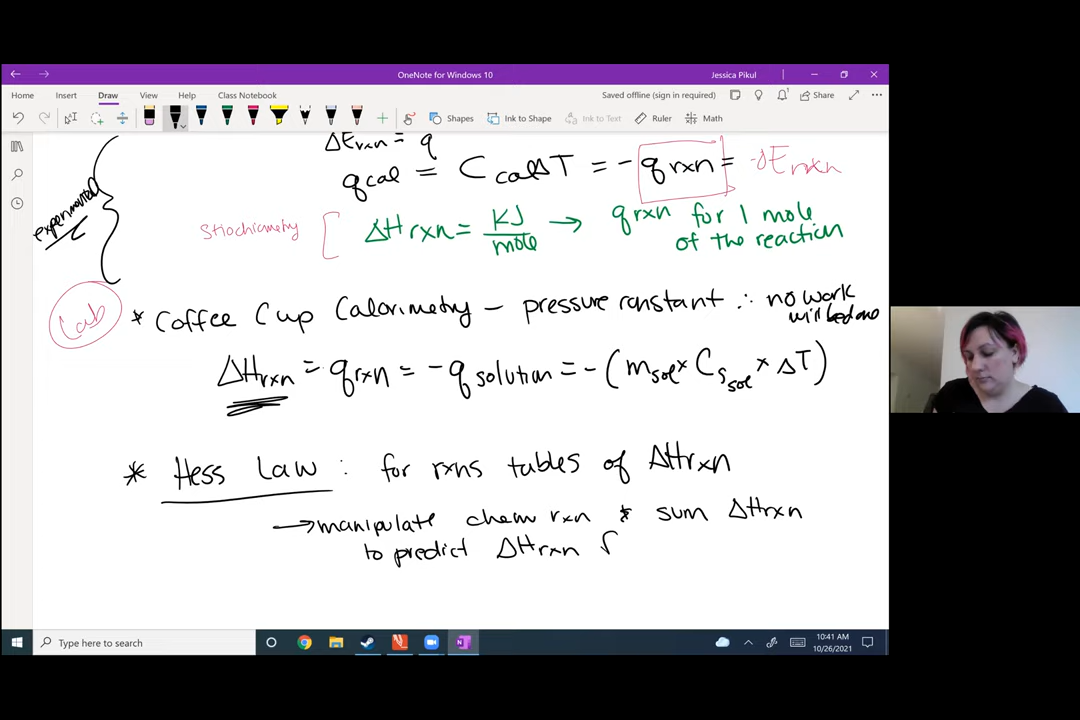 OneNote for Windows 10
Jessica Pikul
Home Insert Draw View Help Class Notebook
Saved offline (sign in required)
Share
Shapes
Ink to Shape
Ink to Text
Ruler
Math
ΔErxn = q
qcal = CcalΔT = - qrxn = -ΔErxn
experimental
Stiochiometry
ΔHrxn = KJ/mole → qrxn for 1 mole
of the reaction
Lab
* Coffee Cup Calorimetry – pressure constant ∴ no work
ΔHrxn = qrxn = -qsolution = - (msol × Cssol × ΔT)
* Hess Law : for rxns tables of ΔHrxn
→ manipulate chem rxn * sum ΔHrxn
to predict ΔHrxn
Type here to search
10:41 AM
10/26/2021